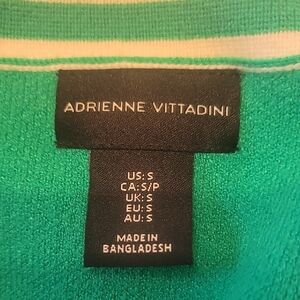 ADRIENNE VITTADINI
US: S
CA: S/P
UK: S
EU: S
AU: S
MADE IN
BANGLADESH